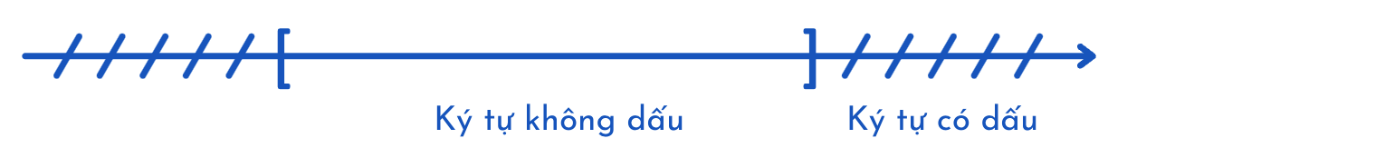 Ký tự không dấu Ký tự có dấu